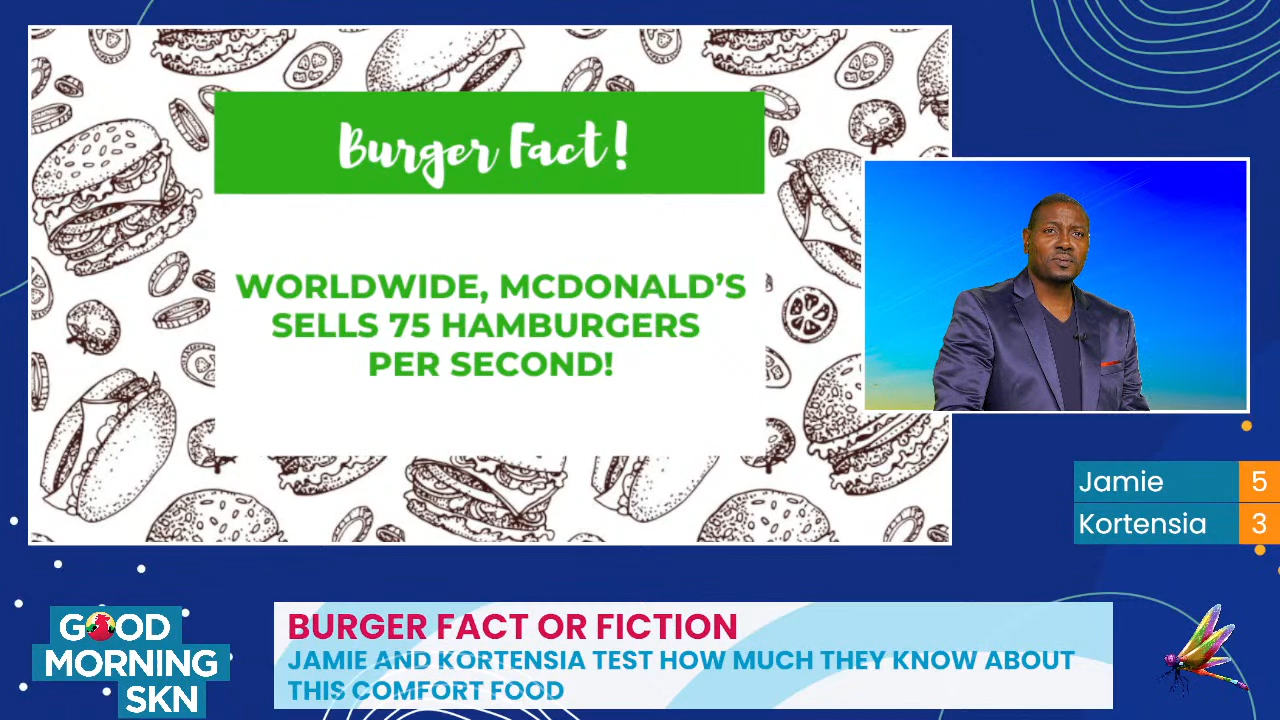 Burger Fact!
WORLDWIDE, MCDONALD'S
SELLS 75 HAMBURGERS
PER SECOND!
Jamie 5
Kortensia 3
GOOD
MORNING
SKN
BURGER FACT OR FICTION
JAMIE AND KORTENSIA TEST HOW MUCH THEY KNOW ABOUT
THIS COMFORT FOOD